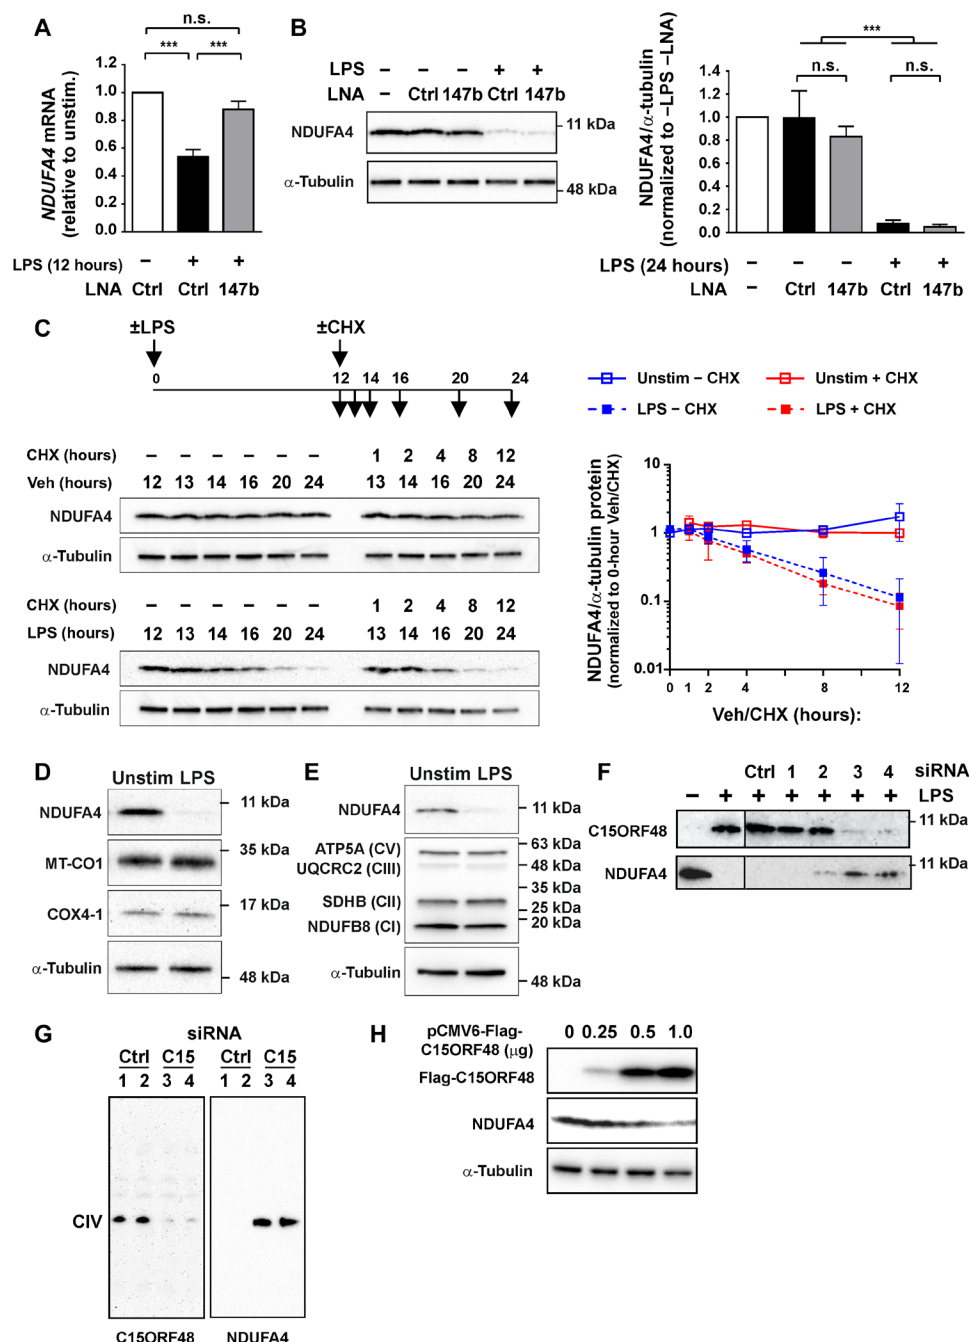 A
n.s.
*** ***
NDUFA4 mRNA
(relative to unstim.)
1.2
1.0
0.8
0.6
0.4
0.2
0.0
LPS (12 hours) – + +
LNA Ctrl Ctrl 147b
B
LPS – – – + +
LNA – Ctrl 147b Ctrl 147b
NDUFA4
11 kDa
α-Tubulin
48 kDa
***
n.s. n.s.
NDUFA4/α-tubulin
(normalized to –LPS –LNA)
1.4
1.2
1.0
0.8
0.6
0.4
0.2
0.0
LPS (24 hours) – – – + +
LNA – Ctrl 147b Ctrl 147b
C
±LPS ±CHX
0 12 14 16 20 24
CHX (hours) – – – – – – 1 2 4 8 12
Veh (hours) 12 13 14 16 20 24 13 14 16 20 24
NDUFA4
α-Tubulin
CHX (hours) – – – – – – 1 2 4 8 12
LPS (hours) 12 13 14 16 20 24 13 14 16 20 24
NDUFA4
α-Tubulin
Unstim – CHX Unstim + CHX
LPS – CHX LPS + CHX
NDUFA4/α-tubulin protein
(normalized to 0-hour Veh/CHX)
10
1
0.1
0.01
0 1 2 4 8 12
Veh/CHX (hours):
D
Unstim LPS
NDUFA4
11 kDa
MT-CO1
35 kDa
COX4-1
17 kDa
α-Tubulin
48 kDa
E
Unstim LPS
NDUFA4
11 kDa
ATP5A (CV)
63 kDa
UQCRC2 (CIII)
48 kDa
35 kDa
SDHB (CII)
25 kDa
NDUFB8 (CI)
20 kDa
α-Tubulin
48 kDa
F
Ctrl 1 2 3 4 siRNA
– + + + + + + LPS
C15ORF48
11 kDa
NDUFA4
11 kDa
G
siRNA
Ctrl C15 Ctrl C15
1 2 3 4 1 2 3 4
CIV
C15ORF48 NDUFA4
H
pCMV6-Flag-
C15ORF48 (μg)
0 0.25 0.5 1.0
Flag-C15ORF48
NDUFA4
α-Tubulin